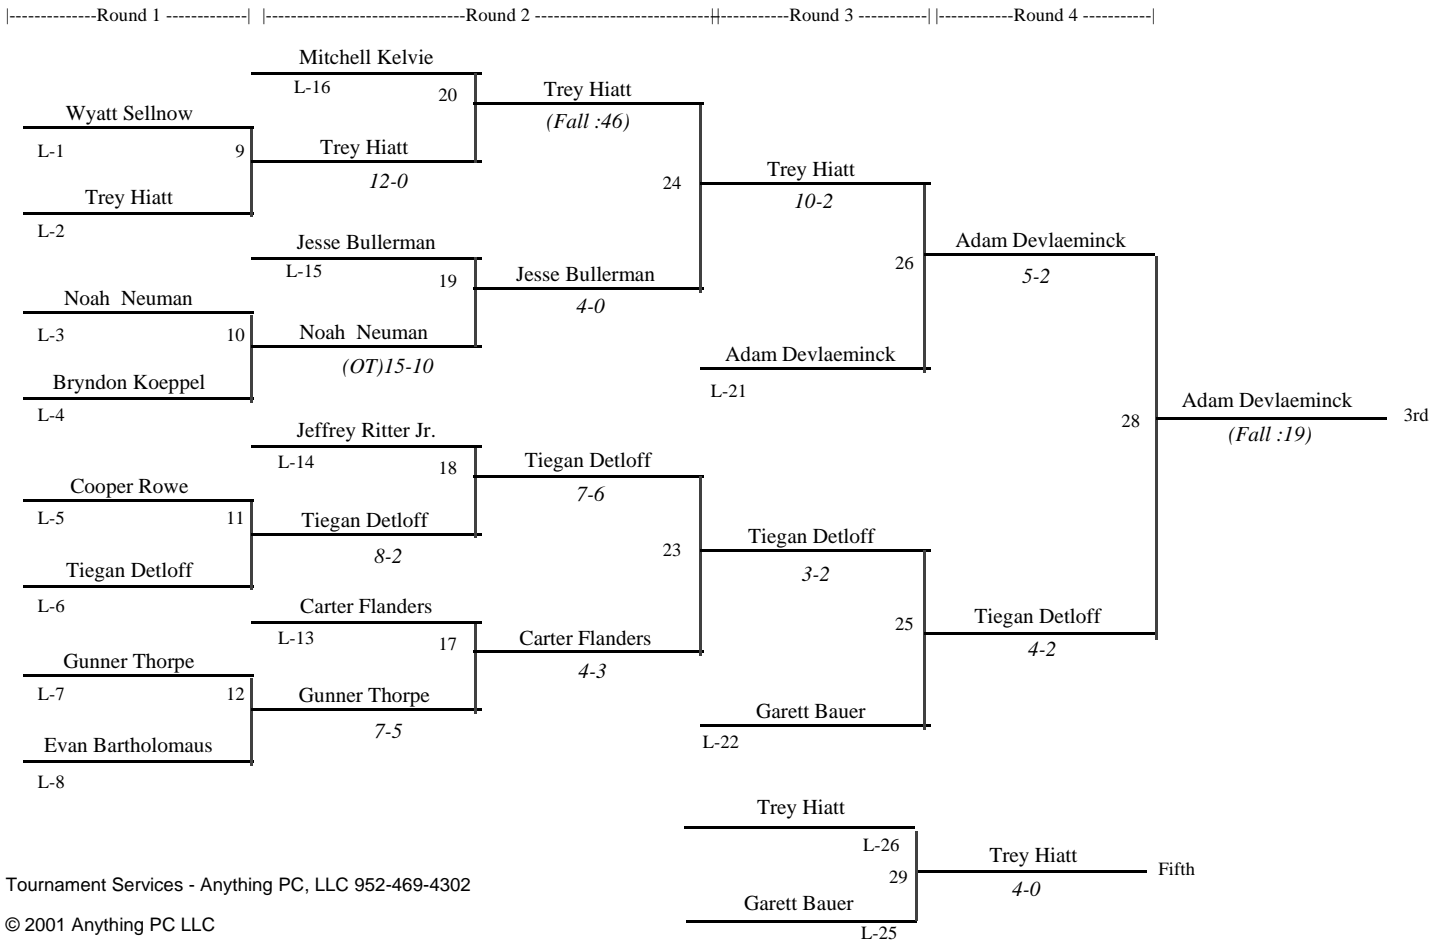 |---------------Round 1 --------------| |----------------------------------Round 2 -------------------------------||-------------Round 3 ------------| |-------------Round 4 ------------|
Mitchell Kelvie
L-16
20
Trey Hiatt
(Fall :46)
Wyatt Sellnow
L-1
9
Trey Hiatt
12-0
Trey Hiatt
10-2
24
Trey Hiatt
L-2
Jesse Bullerman
L-15
19
Jesse Bullerman
4-0
Adam Devlaeminck
5-2
26
Noah  Neuman
L-3
10
Noah  Neuman
(OT)15-10
Adam Devlaeminck
L-21
Bryndon Koeppel
L-4
Adam Devlaeminck
(Fall :19)
3rd
28
Jeffrey Ritter Jr.
L-14
18
Tiegan Detloff
7-6
Cooper Rowe
L-5
11
Tiegan Detloff
8-2
23
Tiegan Detloff
3-2
Tiegan Detloff
L-6
Carter Flanders
L-13
17
Carter Flanders
4-3
25
Tiegan Detloff
4-2
Gunner Thorpe
L-7
12
Gunner Thorpe
7-5
Garett Bauer
L-22
Evan Bartholomaus
L-8
Trey Hiatt
L-26
29
Trey Hiatt
4-0
Fifth
Garett Bauer
L-25
Tournament Services - Anything PC, LLC 952-469-4302
© 2001 Anything PC LLC